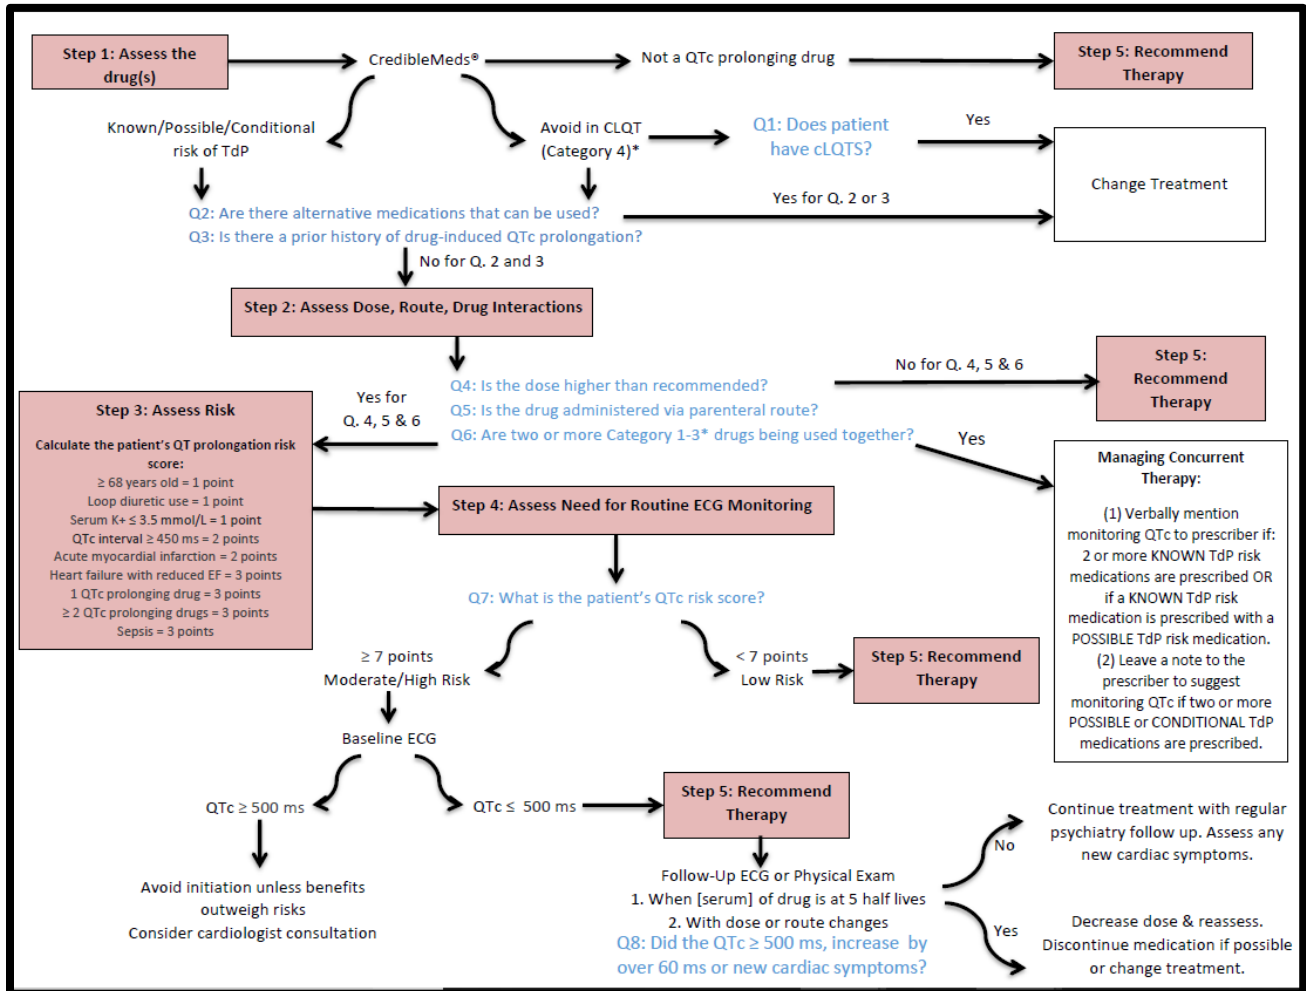 Step 1: Assess the
drug(s)
CredibleMeds®
Not a QTc prolonging drug
Step 5: Recommend
Therapy
Known/Possible/Conditional
risk of TdP
Avoid in CLQT
(Category 4)*
Q1: Does patient
have cLQTS?
Yes
Change Treatment
Q2: Are there alternative medications that can be used?
Q3: Is there a prior history of drug-induced QTc prolongation?
Yes for Q. 2 or 3
No for Q. 2 and 3
Step 2: Assess Dose, Route, Drug Interactions
Q4: Is the dose higher than recommended?
Q5: Is the drug administered via parenteral route?
Q6: Are two or more Category 1-3* drugs being used together?
No for Q. 4, 5 & 6
Step 5:
Recommend
Therapy
Yes for
Q. 4, 5 & 6
Yes
Step 3: Assess Risk
Calculate the patient's QT prolongation risk
score:
≥ 68 years old = 1 point
Loop diuretic use = 1 point
Serum K+ ≤ 3.5 mmol/L = 1 point
QTc interval ≥ 450 ms = 2 points
Acute myocardial infarction = 2 points
Heart failure with reduced EF = 3 points
1 QTc prolonging drug = 3 points
≥ 2 QTc prolonging drugs = 3 points
Sepsis = 3 points
Managing Concurrent
Therapy:
(1) Verbally mention
monitoring QTc to prescriber if:
2 or more KNOWN TdP risk
medications are prescribed OR
if a KNOWN TdP risk
medication is prescribed with a
POSSIBLE TdP risk medication.
(2) Leave a note to the
prescriber to suggest
monitoring QTc if two or more
POSSIBLE or CONDITIONAL TdP
medications are prescribed.
Step 4: Assess Need for Routine ECG Monitoring
Q7: What is the patient's QTc risk score?
≥ 7 points
Moderate/High Risk
< 7 points
Low Risk
Step 5: Recommend
Therapy
Baseline ECG
QTc ≥ 500 ms
QTc ≤ 500 ms
Step 5: Recommend
Therapy
Avoid initiation unless benefits
outweigh risks
Consider cardiologist consultation
Follow-Up ECG or Physical Exam
1. When [serum] of drug is at 5 half lives
2. With dose or route changes
Q8: Did the QTc ≥ 500 ms, increase by
over 60 ms or new cardiac symptoms?
No
Continue treatment with regular
psychiatry follow up. Assess any
new cardiac symptoms.
Yes
Decrease dose & reassess.
Discontinue medication if possible
or change treatment.